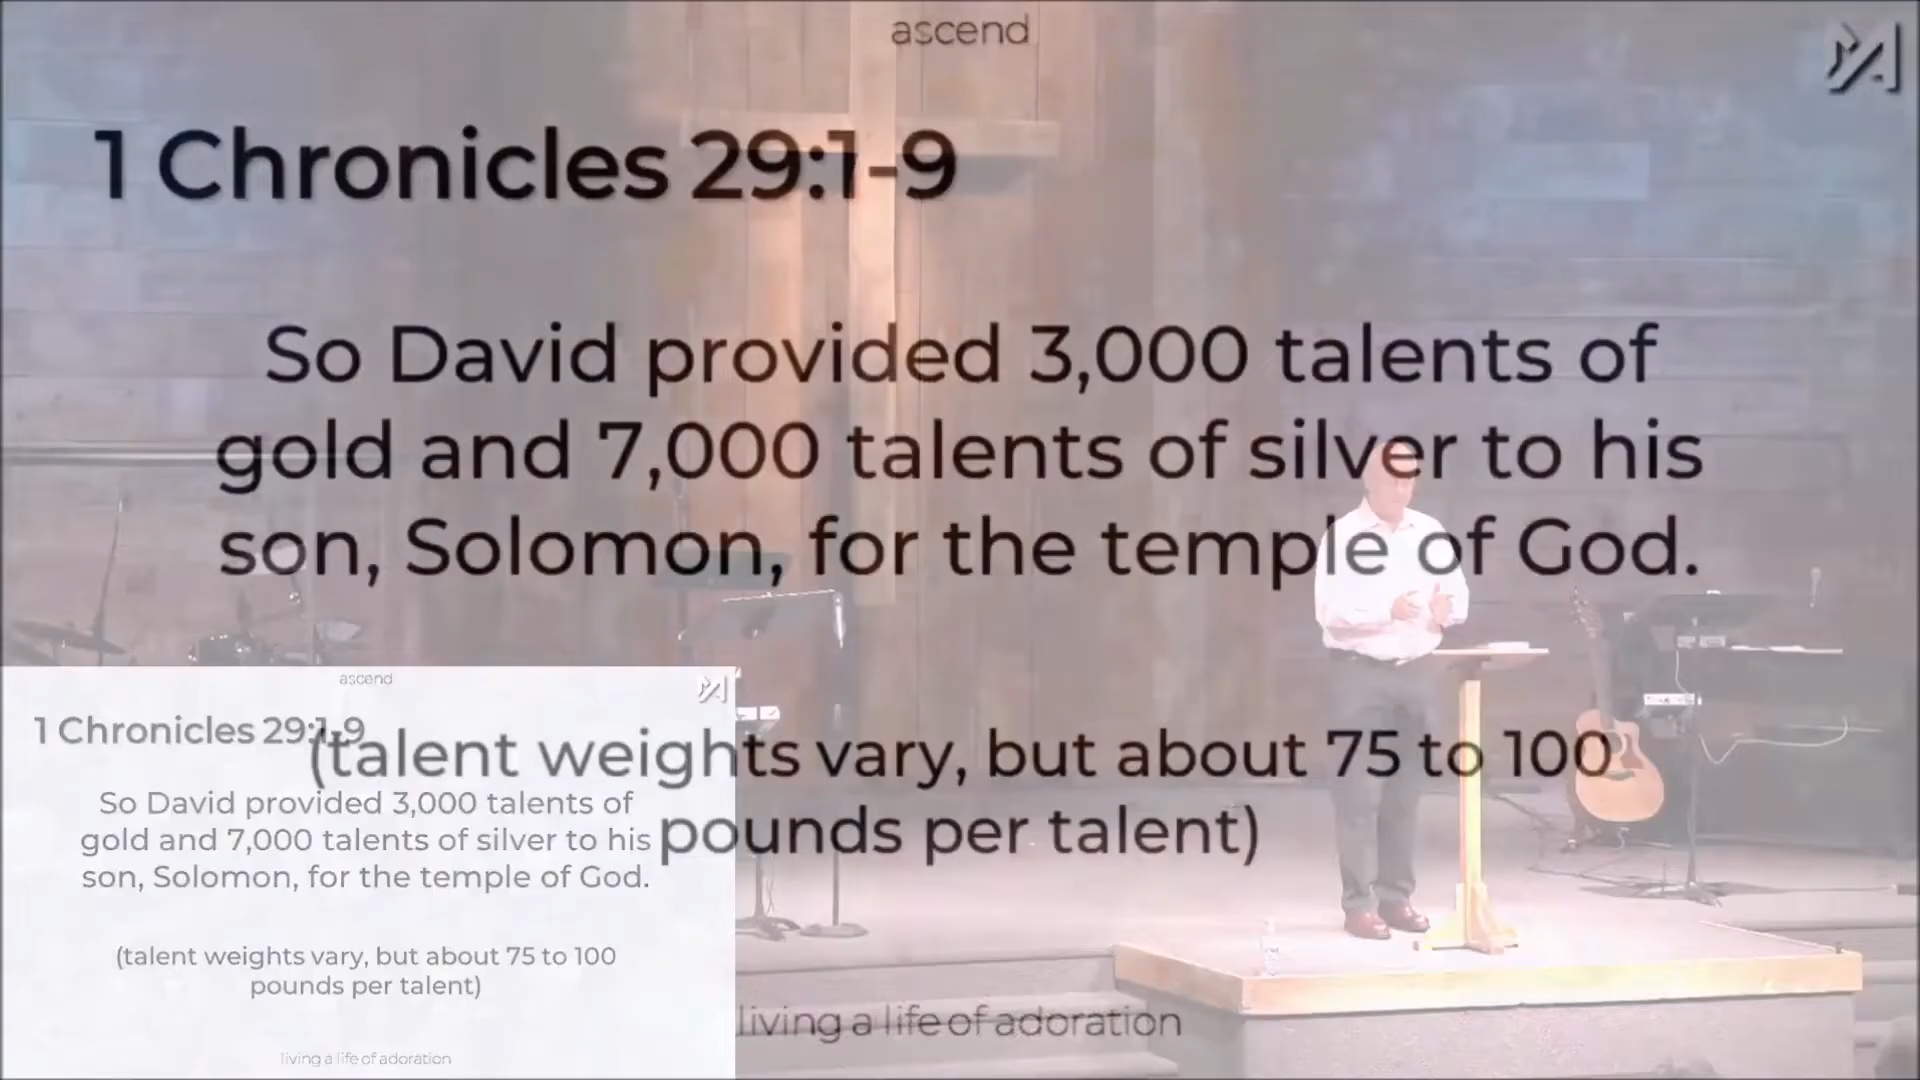 ascend
1 Chronicles 29:1-9
So David provided 3,000 talents of
gold and 7,000 talents of silver to his
son, Solomon, for the temple of God.
(talent weights vary, but about 75 to 100
pounds per talent)
living a life of adoration
ascend
1 Chronicles 29:1-9
So David provided 3,000 talents of
gold and 7,000 talents of silver to his
son, Solomon, for the temple of God.
(talent weights vary, but about 75 to 100
pounds per talent)
living a life of adoration